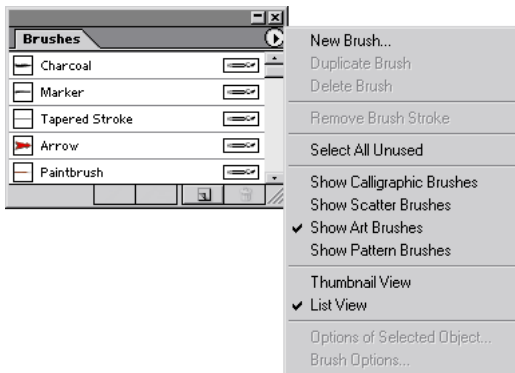 Brushes
Charcoal
Marker
Tapered Stroke
Arrow
Paintbrush
New Brush...
Duplicate Brush
Delete Brush
Remove Brush Stroke
Select All Unused
Show Calligraphic Brushes
Show Scatter Brushes
Show Art Brushes
Show Pattern Brushes
Thumbnail View
List View
Options of Selected Object...
Brush Options...